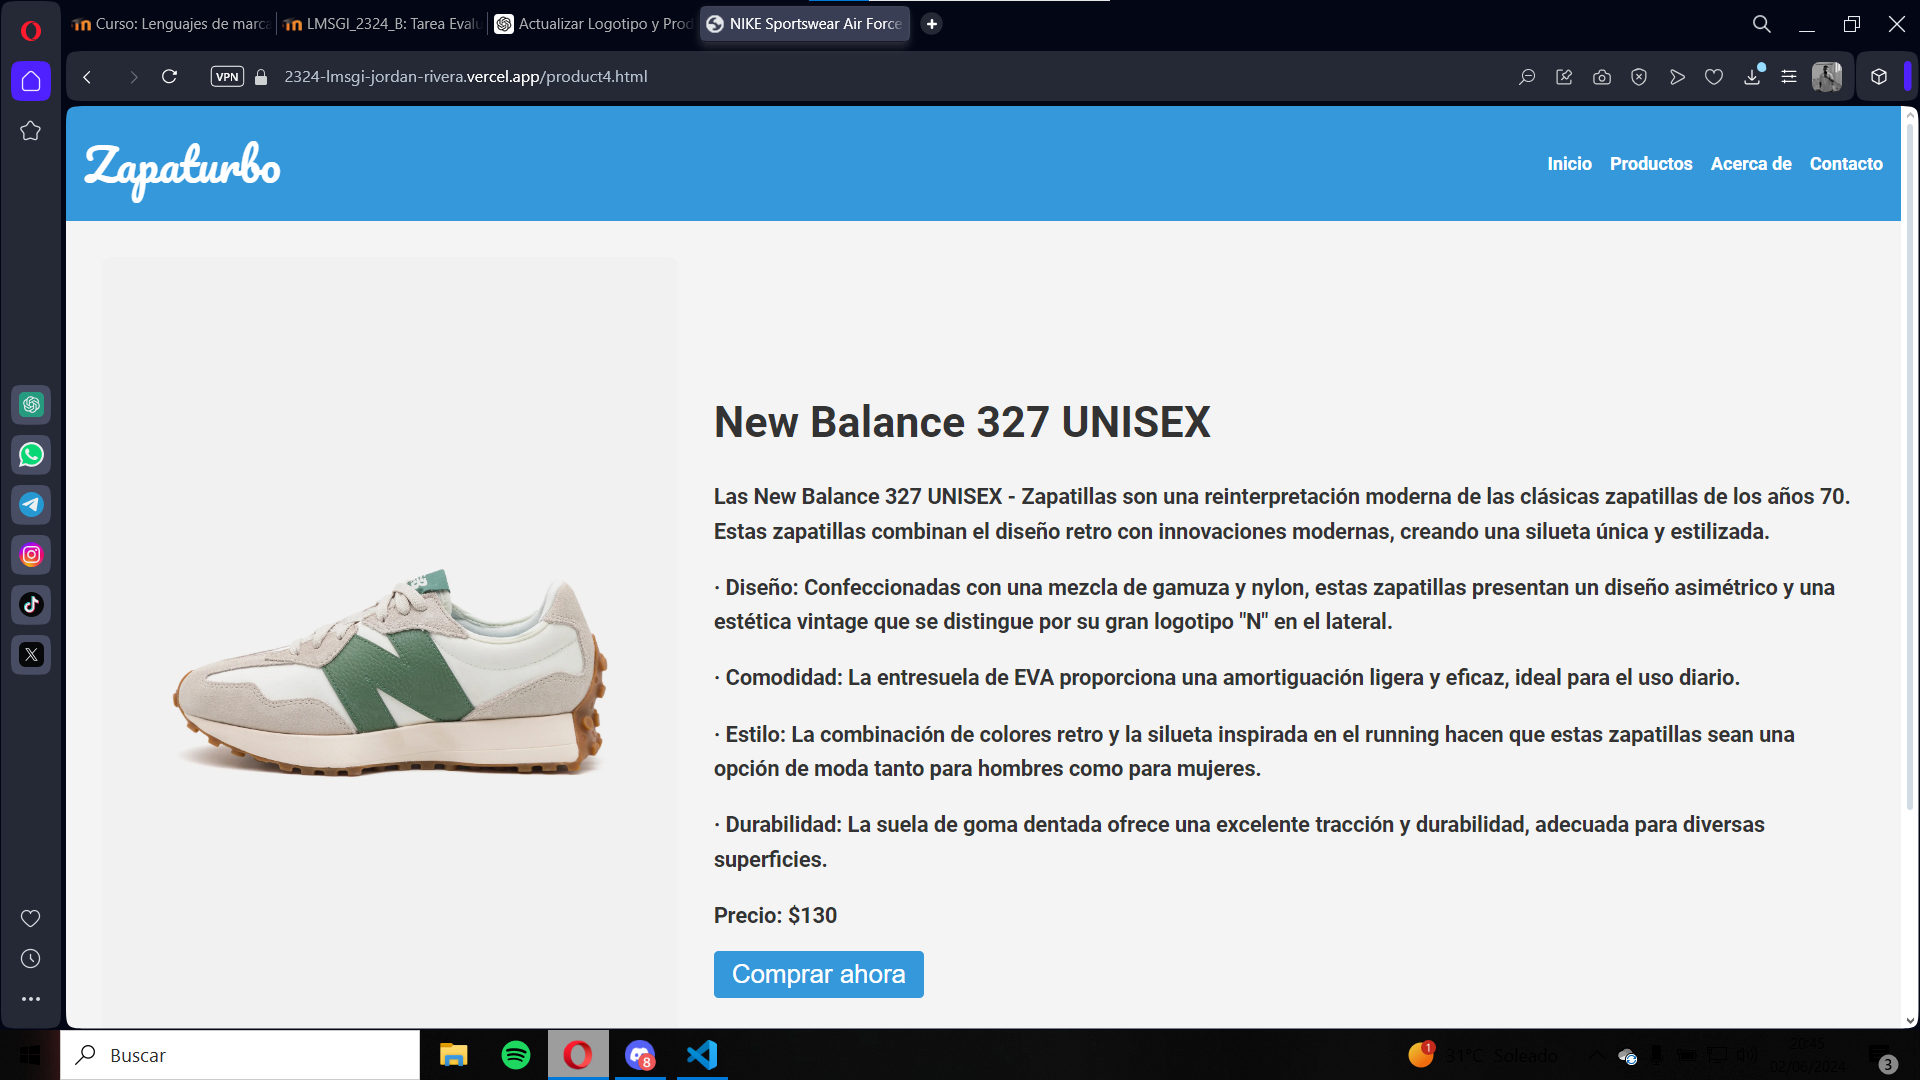 Curso: Lenguajes de marca
LMSGI_2324_B: Tarea Evalu
Actualizar Logotipo y Prod
NIKE Sportswear Air Force
VPN
2324-lmsgi-jordan-rivera.vercel.app/product4.html
Zapaturbo
Inicio
Productos
Acerca de
Contacto
New Balance 327 UNISEX
Las New Balance 327 UNISEX - Zapatillas son una reinterpretación moderna de las clásicas zapatillas de los años 70.
Estas zapatillas combinan el diseño retro con innovaciones modernas, creando una silueta única y estilizada.
· Diseño: Confeccionadas con una mezcla de gamuza y nylon, estas zapatillas presentan un diseño asimétrico y una
estética vintage que se distingue por su gran logotipo "N" en el lateral.
· Comodidad: La entresuela de EVA proporciona una amortiguación ligera y eficaz, ideal para el uso diario.
· Estilo: La combinación de colores retro y la silueta inspirada en el running hacen que estas zapatillas sean una
opción de moda tanto para hombres como para mujeres.
· Durabilidad: La suela de goma dentada ofrece una excelente tracción y durabilidad, adecuada para diversas
superficies.
Precio: $130
Comprar ahora
N
Buscar
8
1
31°C Soleado
20:45
02/06/2024
3